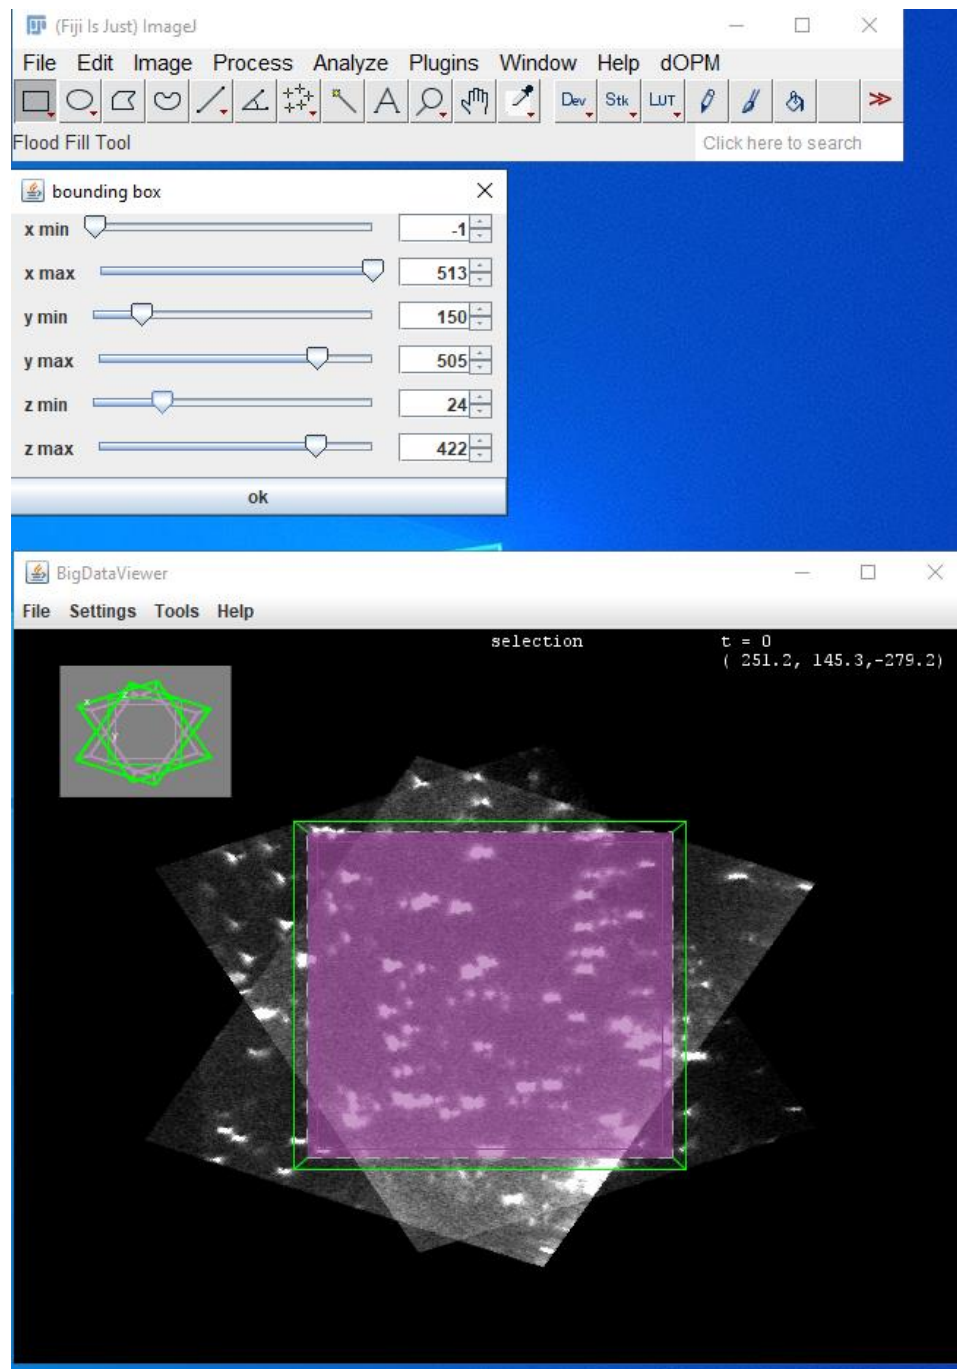 (Fiji Is Just) ImageJ
File Edit Image Process Analyze Plugins Window Help dOPM
A Dev Stk LUT >>
Flood Fill Tool Click here to search
bounding box
x min -1
x max 513
y min 150
y max 505
z min 24
z max 422
ok
BigDataViewer
File Settings Tools Help
selection t = 0
( 251.2, 145.3,-279.2)
x z
y